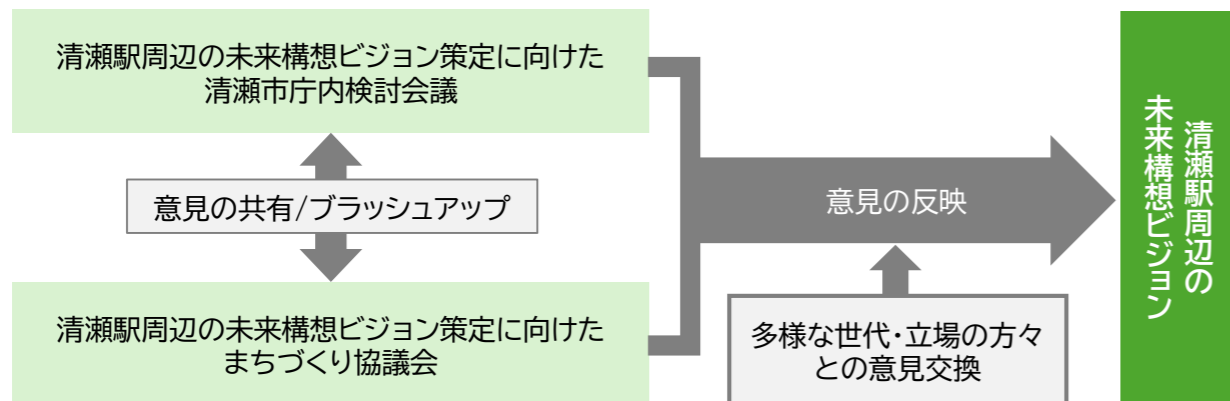 清瀬駅周辺の未来構想ビジョン策定に向けた
清瀬市庁内検討会議
意見の共有/ブラッシュアップ
清瀬駅周辺の未来構想ビジョン策定に向けた
まちづくり協議会
意見の反映
多様な世代・立場の方々
との意見交換
清瀬駅周辺の
未来構想ビジョン